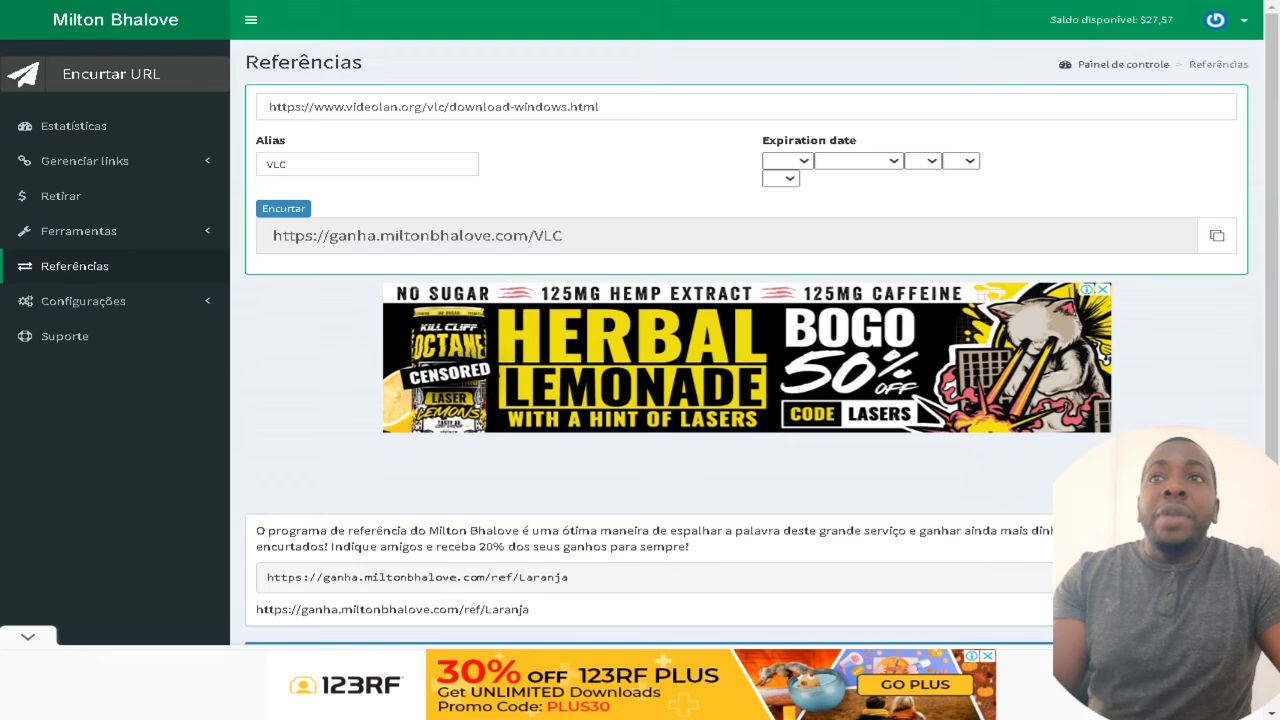 Milton Bhalove
Saldo disponível: $27,57
Encurtar URL
Estatísticas
Gerenciar links
Retirar
Ferramentas
Referências
Configurações
Suporte
Referências
Painel de controle > Referências
https://www.videolan.org/vlc/download-windows.html
Alias
Expiration date
VLC
Encurtar
https://ganha.miltonbhalove.com/VLC
NO SUGAR 125MG HEMP EXTRACT 125MG CAFFEINE
KILL CLIFF
OCTANE
CENSORED
LASER
LEMONS
HERBAL
LEMONADE
WITH A HINT OF LASERS
BOGO
50% OFF
CODE LASERS
O programa de referência do Milton Bhalove é uma ótima maneira de espalhar a palavra deste grande serviço e ganhar ainda mais
encurtados? Indique amigos e receba 20% dos seus ganhos para sempre!
https://ganha.miltonbhalove.com/ref/Laranja
https://ganha.miltonbhalove.com/ref/Laranja
123RF
30% OFF 123RF PLUS
Get UNLIMITED Downloads
Promo Code: PLUS30
GO PLUS